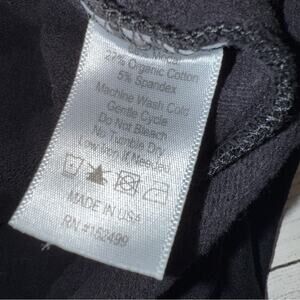 27% Organic Cotton
5% Spandex
Machine Wash Cold
Gentle Cycle
Do Not Bleach
No Tumble Dry
Low Iron if Needed
MADE IN USA
RN #152499